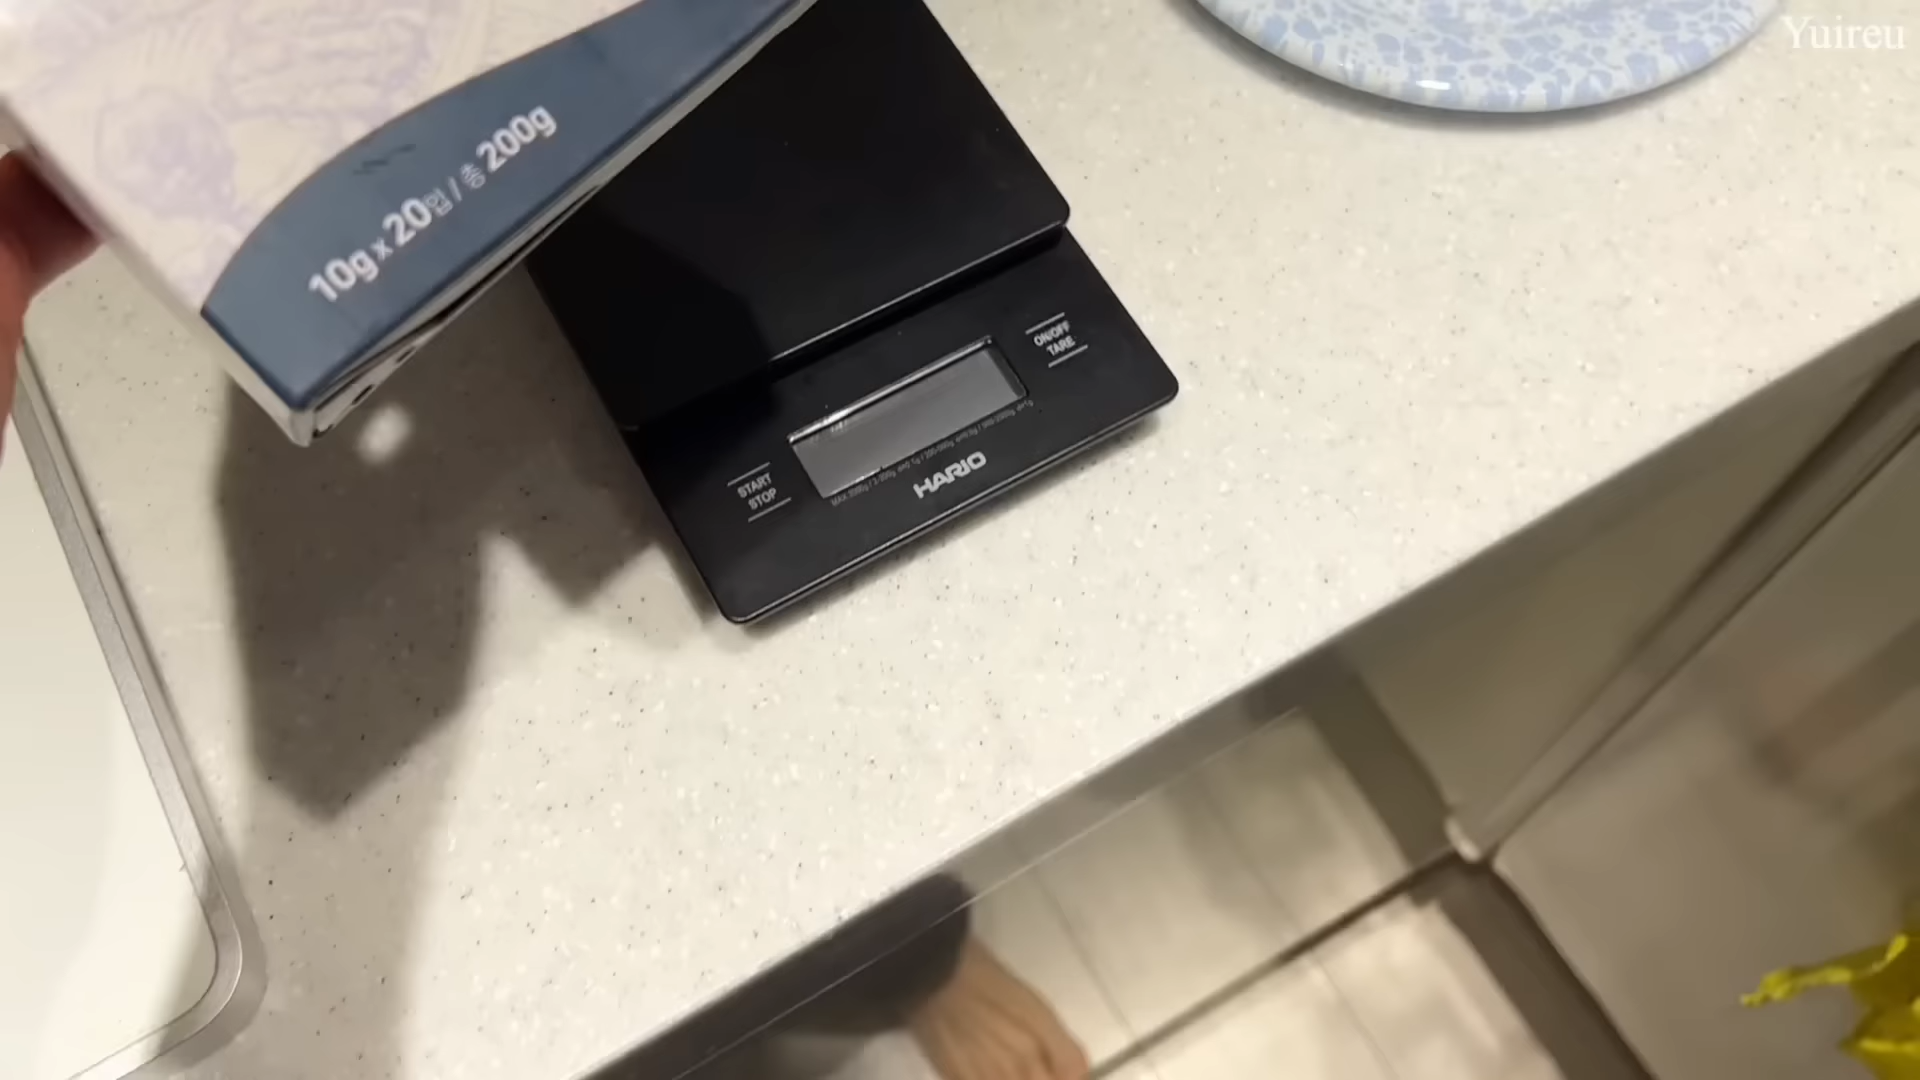 Yuireu
10g x 20입 / 총 200g
ON/OFF
TARE
START
STOP
HARIO